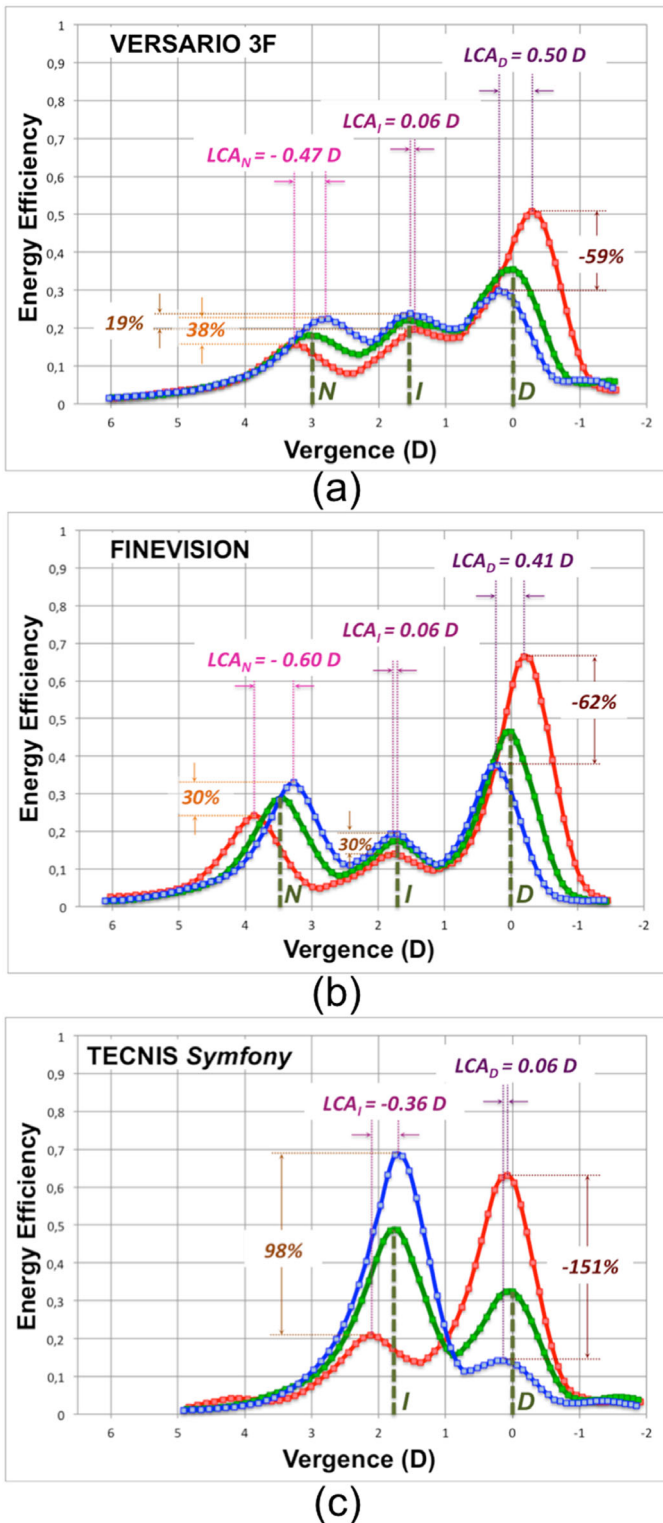 VERSARIO 3F
LCA_D = 0.50 D
LCA_I = 0.06 D
LCA_N = - 0.47 D
Energy Efficiency
1
0,9
0,8
0,7
0,6
0,5
0,4
0,3
0,2
0,1
0
-59%
19%
38%
N
I
D
6 5 4 3 2 1 0 -1 -2
Vergence (D)
(a)
FINEVISION
LCA_D = 0.41 D
LCA_I = 0.06 D
LCA_N = - 0.60 D
Energy Efficiency
1
0,9
0,8
0,7
0,6
0,5
0,4
0,3
0,2
0,1
0
-62%
30%
30%
N
I
D
6 5 4 3 2 1 0 -1 -2
Vergence (D)
(b)
TECNIS Symfony
LCA_D = 0.06 D
LCA_I = -0.36 D
Energy Efficiency
1
0,9
0,8
0,7
0,6
0,5
0,4
0,3
0,2
0,1
0
98%
-151%
I
D
6 5 4 3 2 1 0 -1 -2
Vergence (D)
(c)